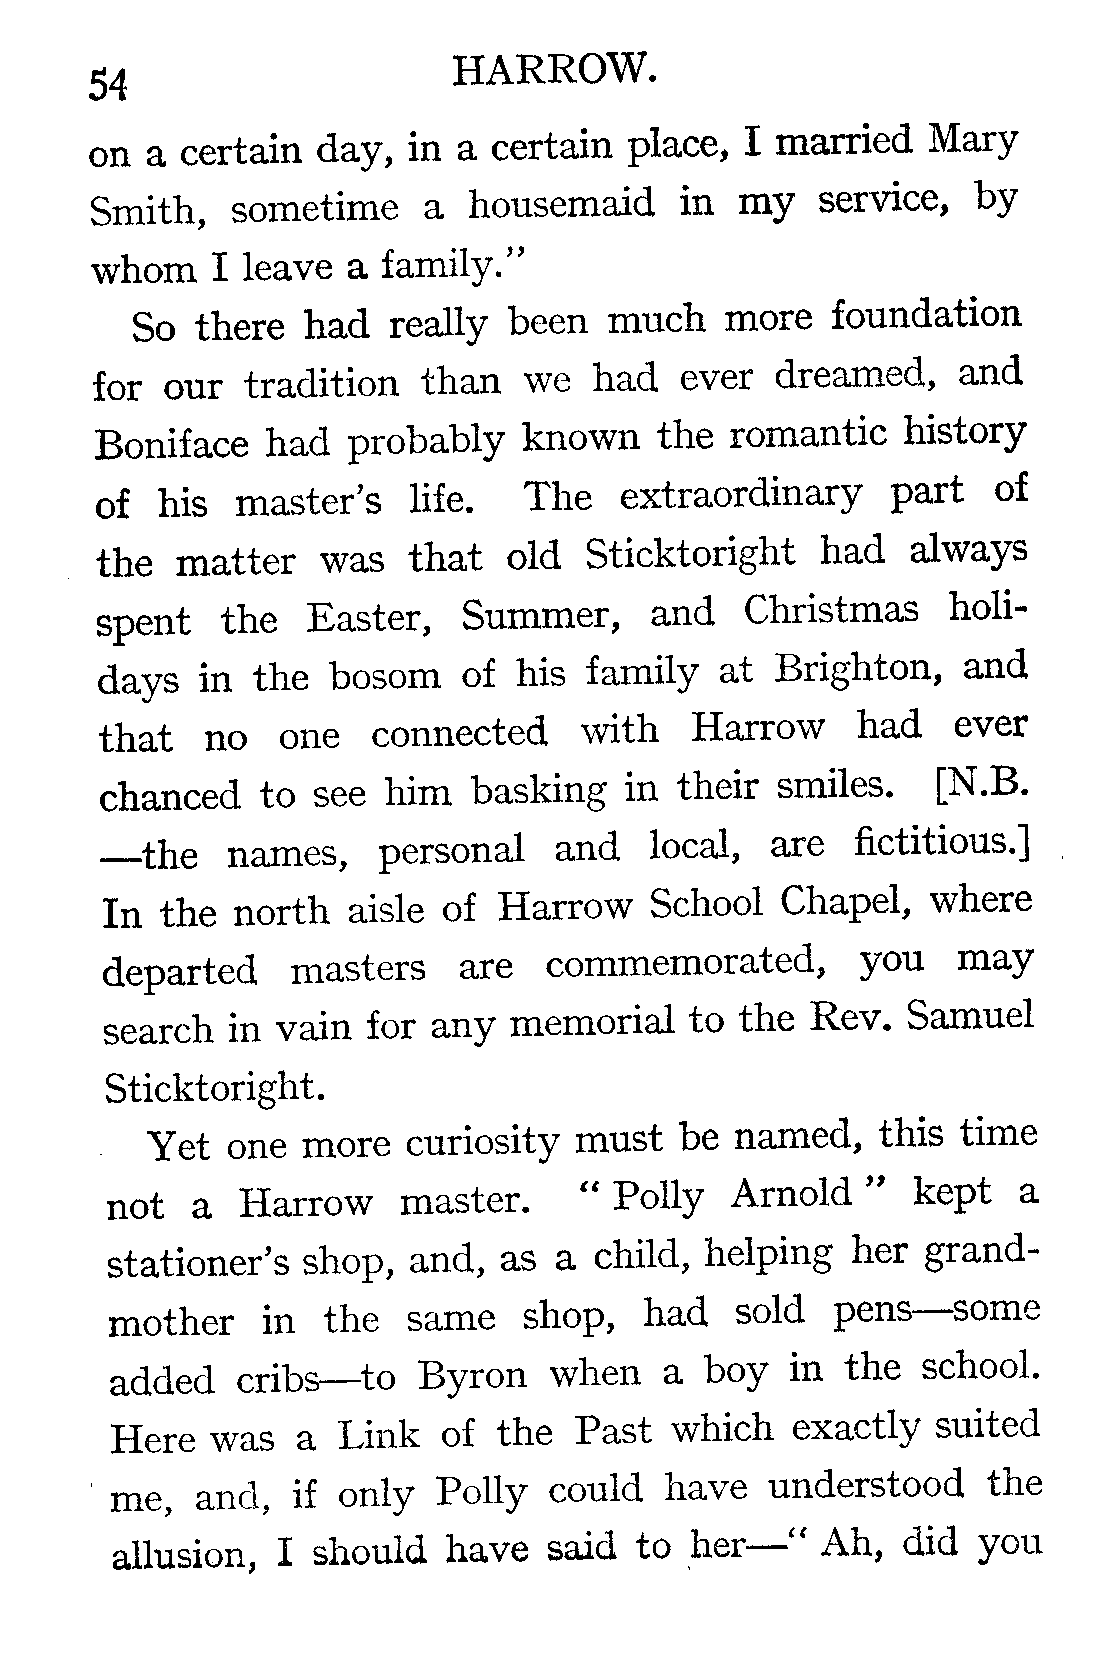 54 HARROW.
on a certain day, in a certain place, I married Mary
Smith, sometime a housemaid in my service, by
whom I leave a family."
So there had really been much more foundation
for our tradition than we had ever dreamed, and
Boniface had probably known the romantic history
of his master's life. The extraordinary part of
the matter was that old Sticktoright had always
spent the Easter, Summer, and Christmas holi-
days in the bosom of his family at Brighton, and
that no one connected with Harrow had ever
chanced to see him basking in their smiles. [N.B.
—the names, personal and local, are fictitious.]
In the north aisle of Harrow School Chapel, where
departed masters are commemorated, you may
search in vain for any memorial to the Rev. Samuel
Sticktoright.
Yet one more curiosity must be named, this time
not a Harrow master. " Polly Arnold " kept a
stationer's shop, and, as a child, helping her grand-
mother in the same shop, had sold pens—some
added cribs—to Byron when a boy in the school.
Here was a Link of the Past which exactly suited
me, and, if only Polly could have understood the
allusion, I should have said to her—" Ah, did you